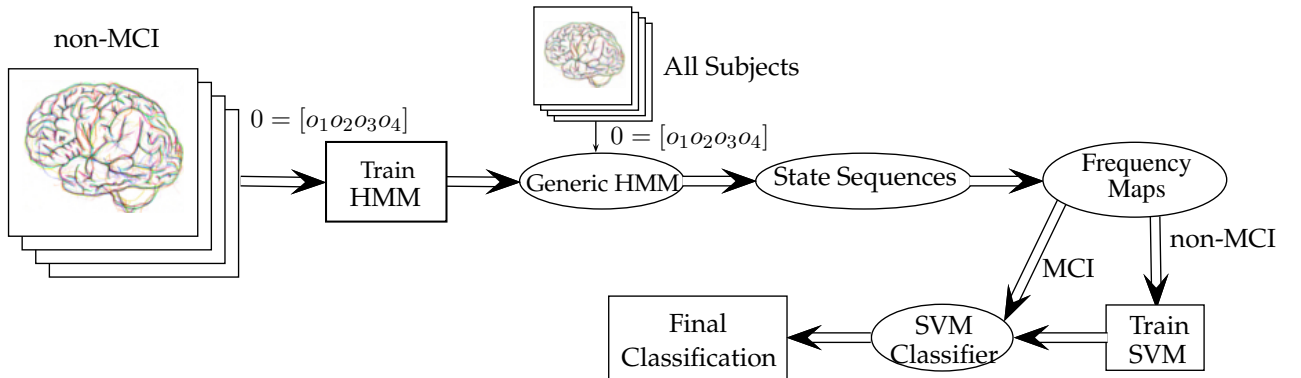 non-MCI
0 = [o₁o₂o₃o₄]
All Subjects
0 = [o₁o₂o₃o₄]
Train
HMM
Generic HMM
State Sequences
Frequency
Maps
MCI
non-MCI
Final
Classification
SVM
Classifier
Train
SVM